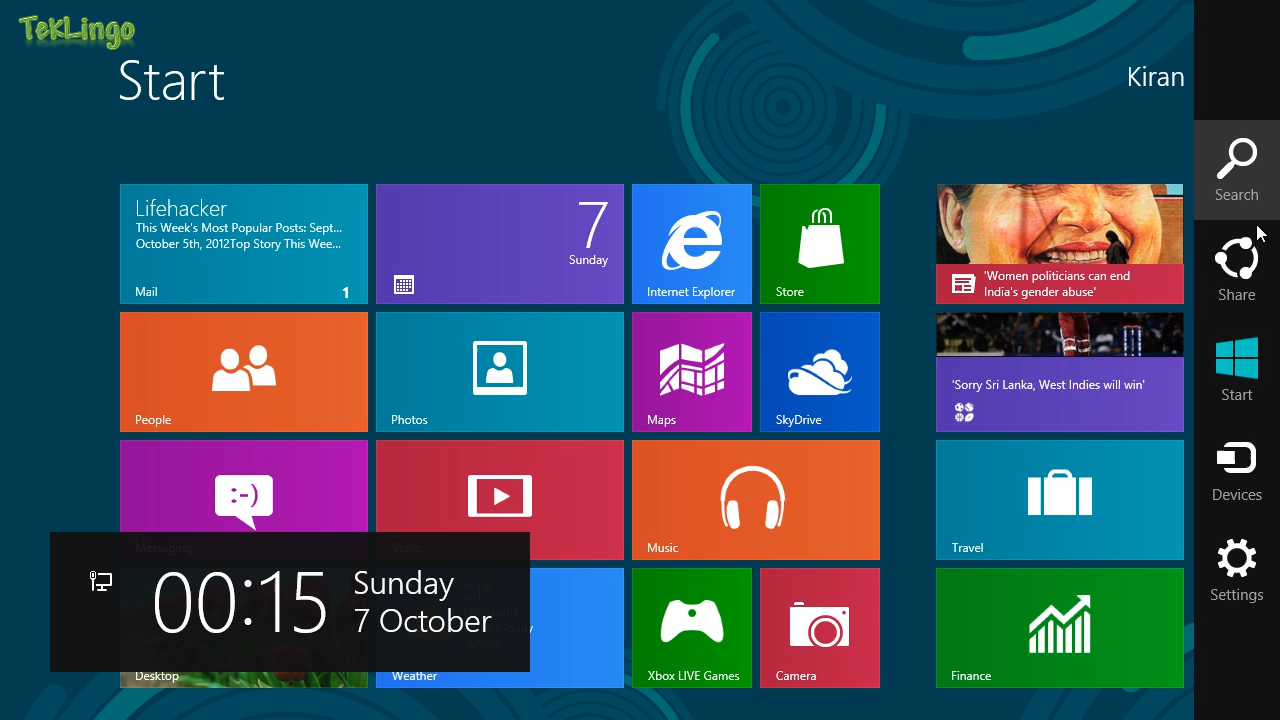 TekLingo
Start
Kiran
Lifehacker
This Week's Most Popular Posts: Sept...
October 5th, 2012Top Story This Wee...
Mail
1
7
Sunday
Internet Explorer
Store
'Women politicians can end
India's gender abuse'
People
Photos
Maps
SkyDrive
'Sorry Sri Lanka, West Indies will win'
:-)
Messaging
Video
Music
Travel
00:15
Sunday
7 October
21°
Cloudy
Desktop
Weather
Xbox LIVE Games
Camera
Finance
Search
Share
Start
Devices
Settings